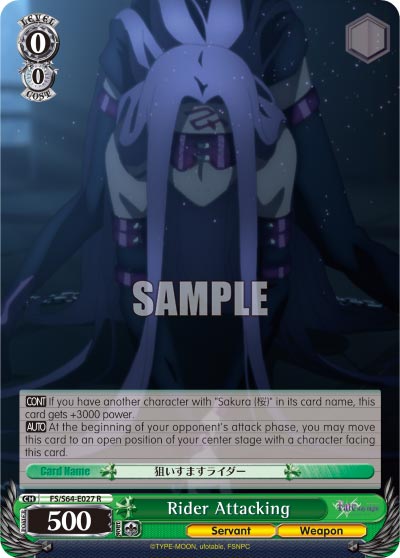 LEVEL
0
0
COST
SAMPLE
CONT If you have another character with "Sakura (桜)" in its card name, this
card gets +3000 power.
AUTO At the beginning of your opponent's attack phase, you may move
this card to an open position of your center stage with a character facing
this card.
Card Name
狙いすますライダー
CH FS/S64-E027 R
500
Rider Attacking
Servant
Weapon
©TYPE-MOON, ufotable, FSNPC